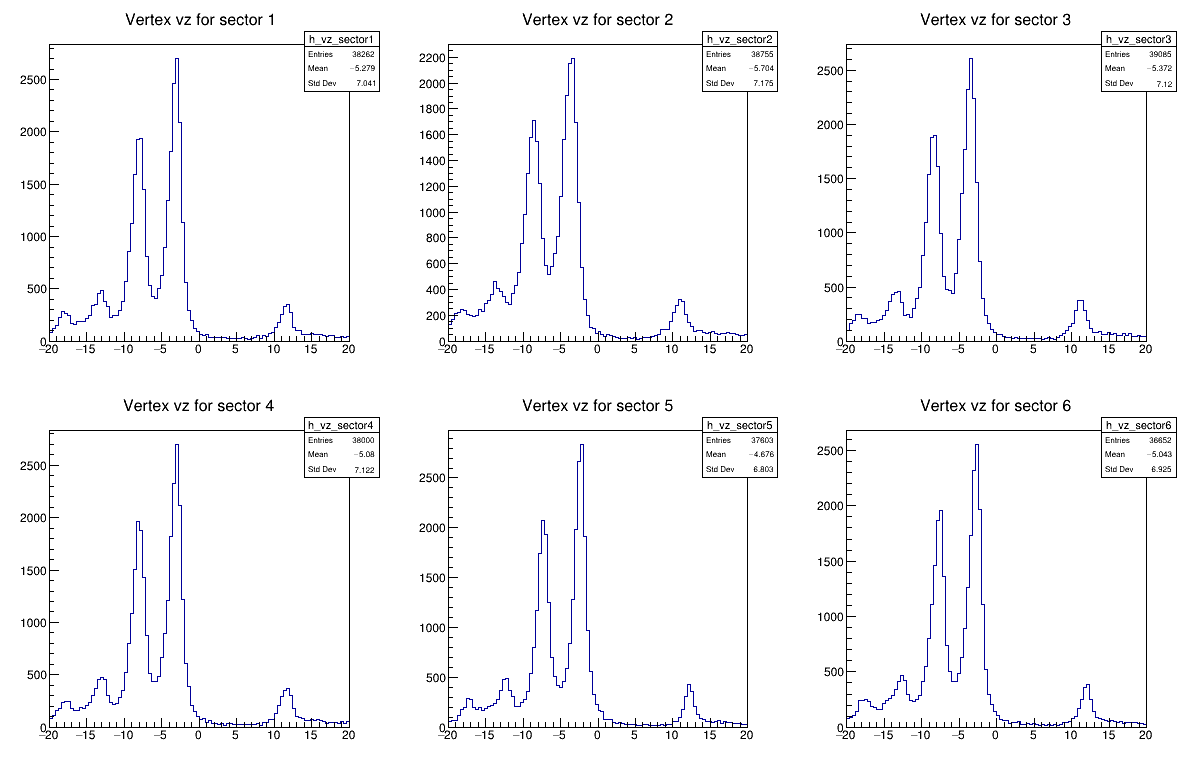 Vertex vz for sector 1
h_vz_sector1
Entries 38262
Mean −5.279
Std Dev 7.041
2500
2000
1500
1000
500
0
−20 −15 −10 −5 0 5 10 15 20
Vertex vz for sector 2
h_vz_sector2
Entries 38755
Mean −5.704
Std Dev 7.175
2200
2000
1800
1600
1400
1200
1000
800
600
400
200
0
−20 −15 −10 −5 0 5 10 15 20
Vertex vz for sector 3
h_vz_sector3
Entries 39085
Mean −5.372
Std Dev 7.12
2500
2000
1500
1000
500
0
−20 −15 −10 −5 0 5 10 15 20
Vertex vz for sector 4
h_vz_sector4
Entries 38000
Mean −5.08
Std Dev 7.122
2500
2000
1500
1000
500
0
−20 −15 −10 −5 0 5 10 15 20
Vertex vz for sector 5
h_vz_sector5
Entries 37603
Mean −4.676
Std Dev 6.803
2500
2000
1500
1000
500
0
−20 −15 −10 −5 0 5 10 15 20
Vertex vz for sector 6
h_vz_sector6
Entries 36652
Mean −5.043
Std Dev 6.925
2500
2000
1500
1000
500
0
−20 −15 −10 −5 0 5 10 15 20